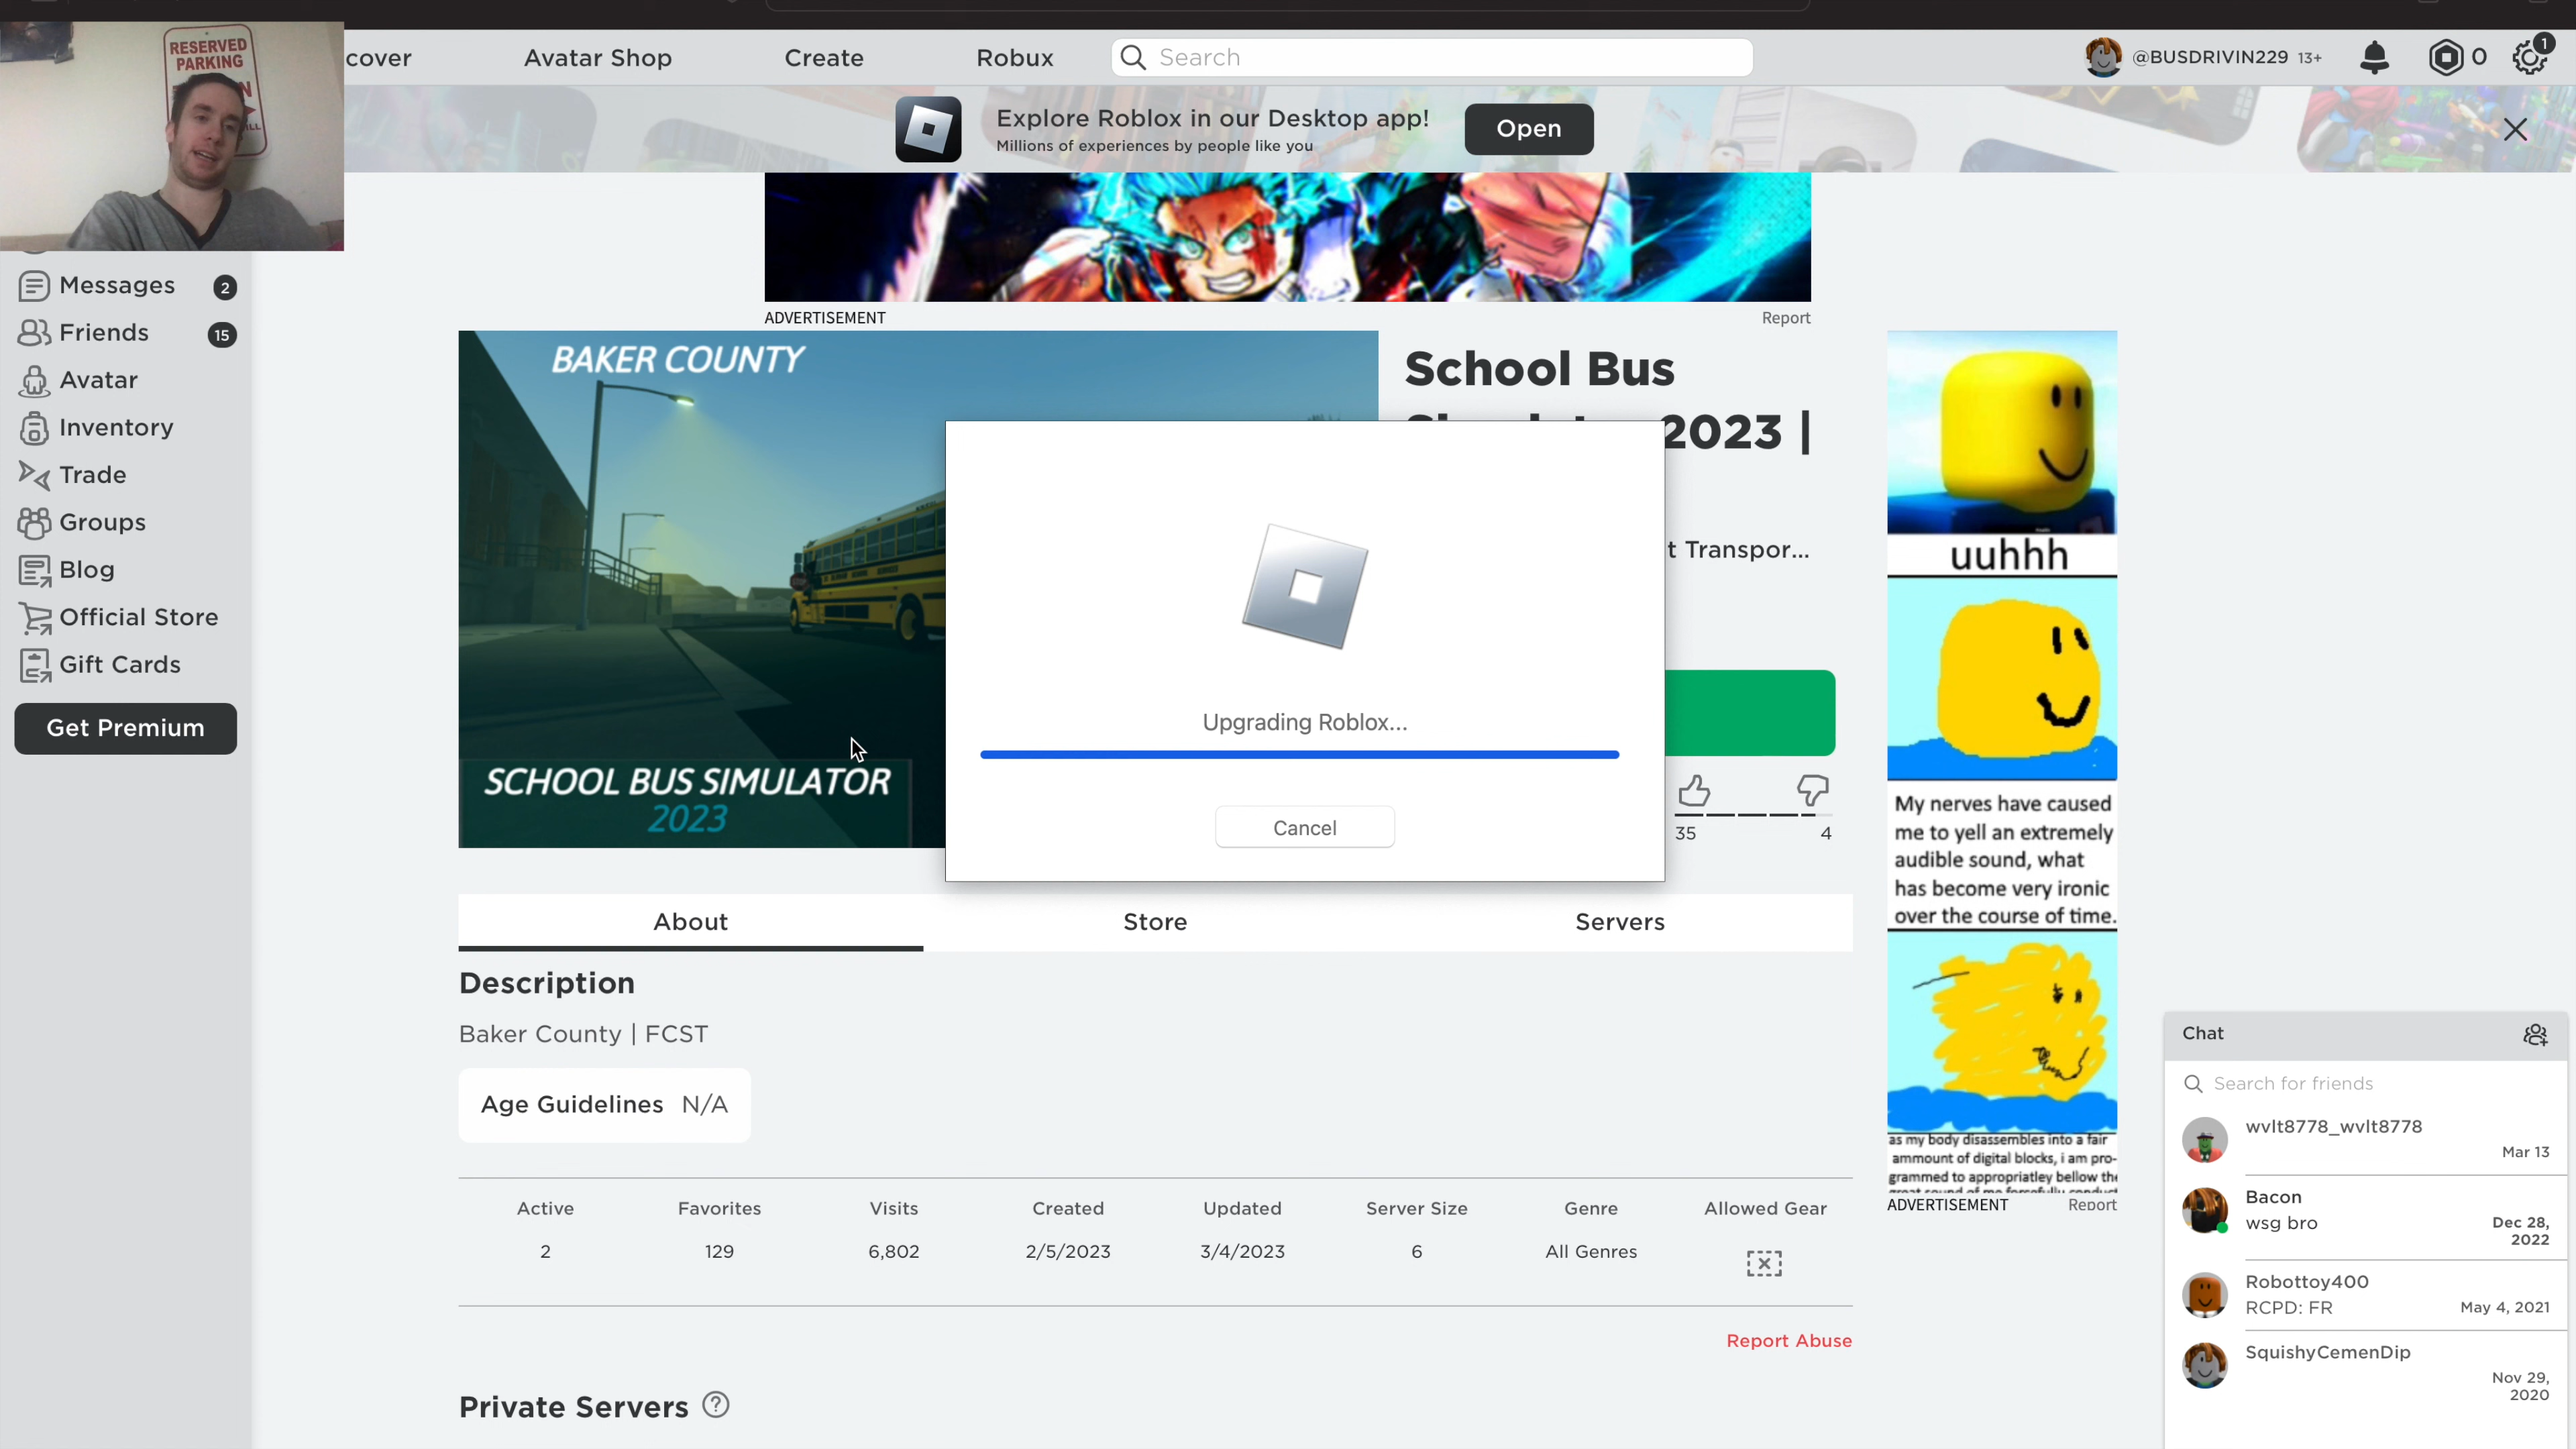 RESERVED
PARKING
cover
Avatar Shop
Create
Robux
Search
@BUSDRIVIN229 13+
0
1
Explore Roblox in our Desktop app!
Millions of experiences by people like you
Open
Messages 2
Friends 15
Avatar
Inventory
Trade
Groups
Blog
Official Store
Gift Cards
Get Premium
ADVERTISEMENT
Report
BAKER COUNTY
SCHOOL BUS SIMULATOR
2023
School Bus
2023 |
t Transpor...
Upgrading Roblox...
Cancel
35
4
uuhhh
My nerves have caused
me to yell an extremely
audible sound, what
has become very ironic
over the course of time.
as my body disassembles into a fair
ammount of digital blocks, i am pro-
grammed to appropriatley bellow the
ADVERTISEMENT
Report
About
Store
Servers
Description
Baker County | FCST
Age Guidelines N/A
Active Favorites Visits Created Updated Server Size Genre Allowed Gear
2 129 6,802 2/5/2023 3/4/2023 6 All Genres
Report Abuse
Private Servers ?
Chat
Search for friends
wvlt8778_wvlt8778
Mar 13
Bacon
wsg bro
Dec 28,
2022
Robottoy400
RCPD: FR
May 4, 2021
SquishyCemenDip
Nov 29,
2020